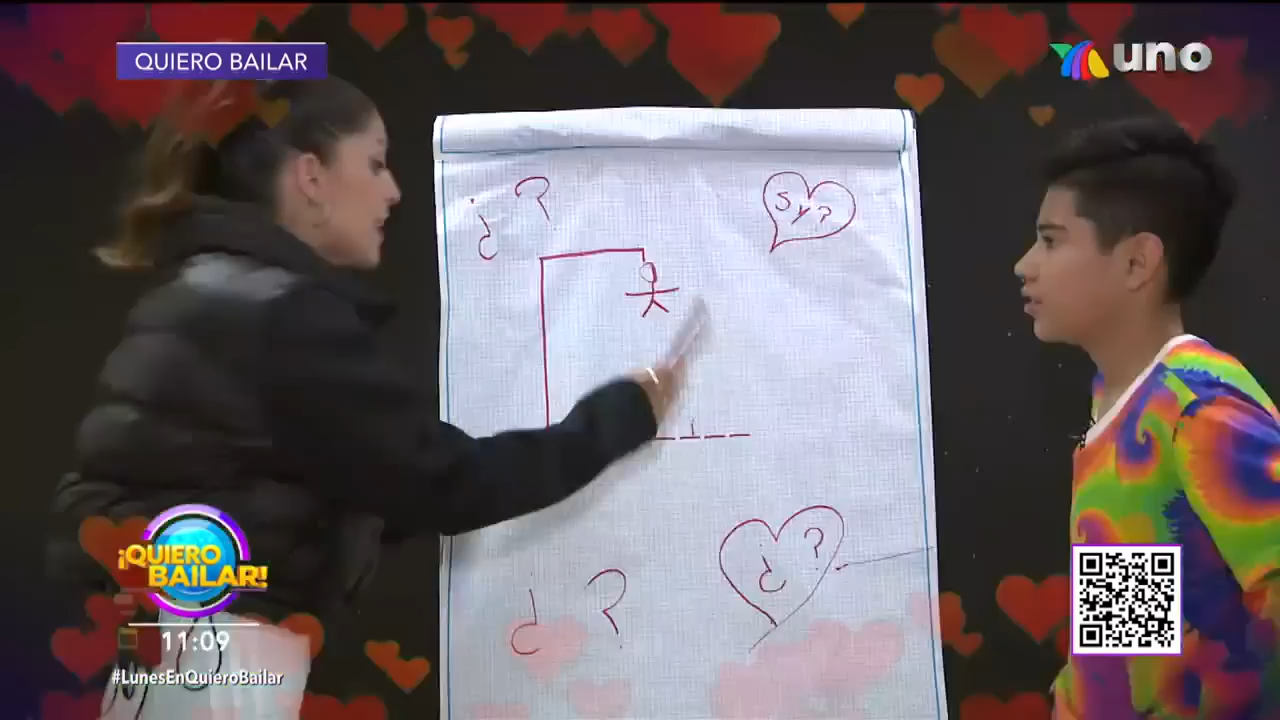 QUIERO BAILAR
uno
¿ ?
S y ?
¿ ?
¿ ?
¡QUIERO
BAILAR!
11:09
#LunesEnQuieroBailar